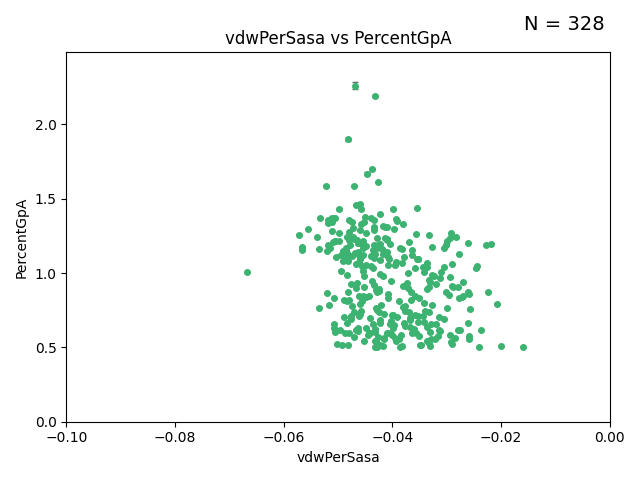 N = 328
vdwPerSasa vs PercentGpA
PercentGpA
2.0
1.5
1.0
0.5
0.0
−0.10 −0.08 −0.06 −0.04 −0.02 0.00
vdwPerSasa